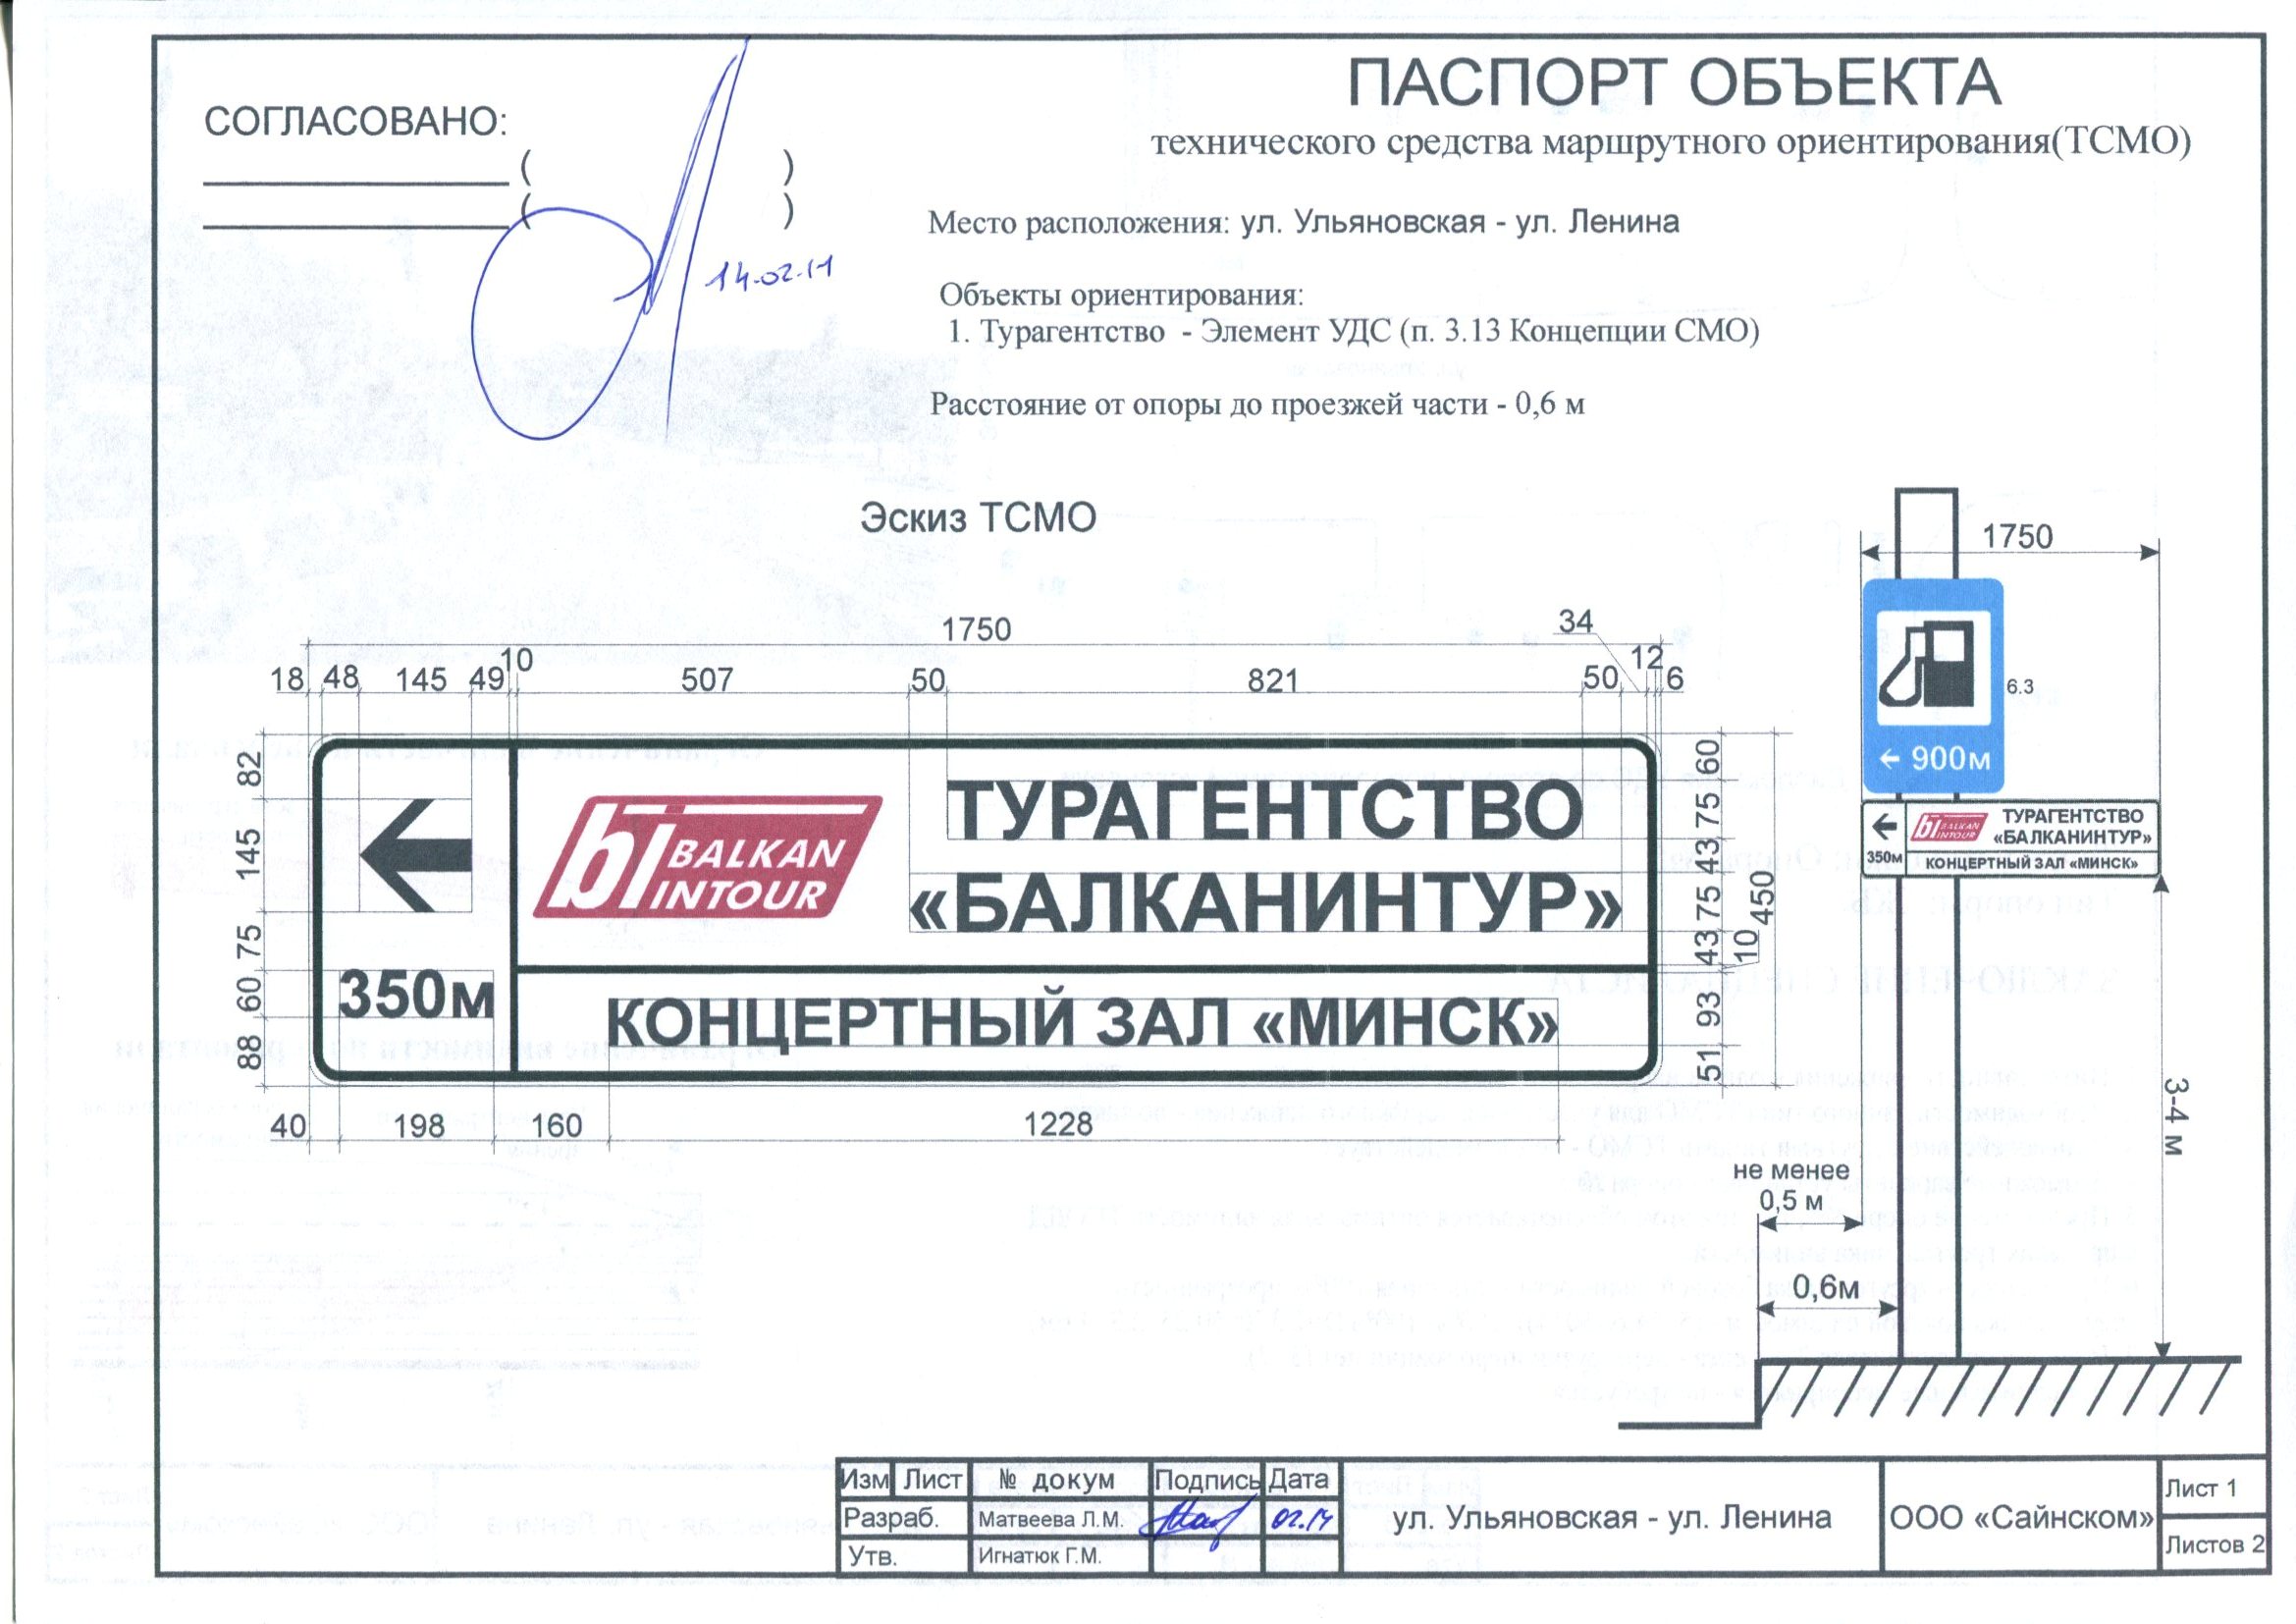 СОГЛАСОВАНО:
( )
( )
14.02.11
ПАСПОРТ ОБЪЕКТА
технического средства маршрутного ориентирования(ТСМО)
Место расположения: ул. Ульяновская - ул. Ленина
Объекты ориентирования:
1. Турагентство - Элемент УДС (п. 3.13 Концепции СМО)
Расстояние от опоры до проезжей части - 0,6 м
Эскиз ТСМО
1750
34
18 48 145 49 10 507 50 821 50 12 6
82
145
75
60
88
350м
bi BALKAN
INTOUR
ТУРАГЕНТСТВО
«БАЛКАНИНТУР»
КОНЦЕРТНЫЙ ЗАЛ «МИНСК»
60
75
43
75
43
10
93
51
450
40 198 160 1228
1750
900м
6.3
350м
bi BALKAN
INTOUR
ТУРАГЕНТСТВО
«БАЛКАНИНТУР»
КОНЦЕРТНЫЙ ЗАЛ «МИНСК»
3-4 м
не менее
0,5 м
0,6м
Изм Лист № докум Подпись Дата
Разраб. Матвеева Л.М.
Утв. Игнатюк Г.М.
ул. Ульяновская - ул. Ленина
ООО «Сайнском»
Лист 1
Листов 2